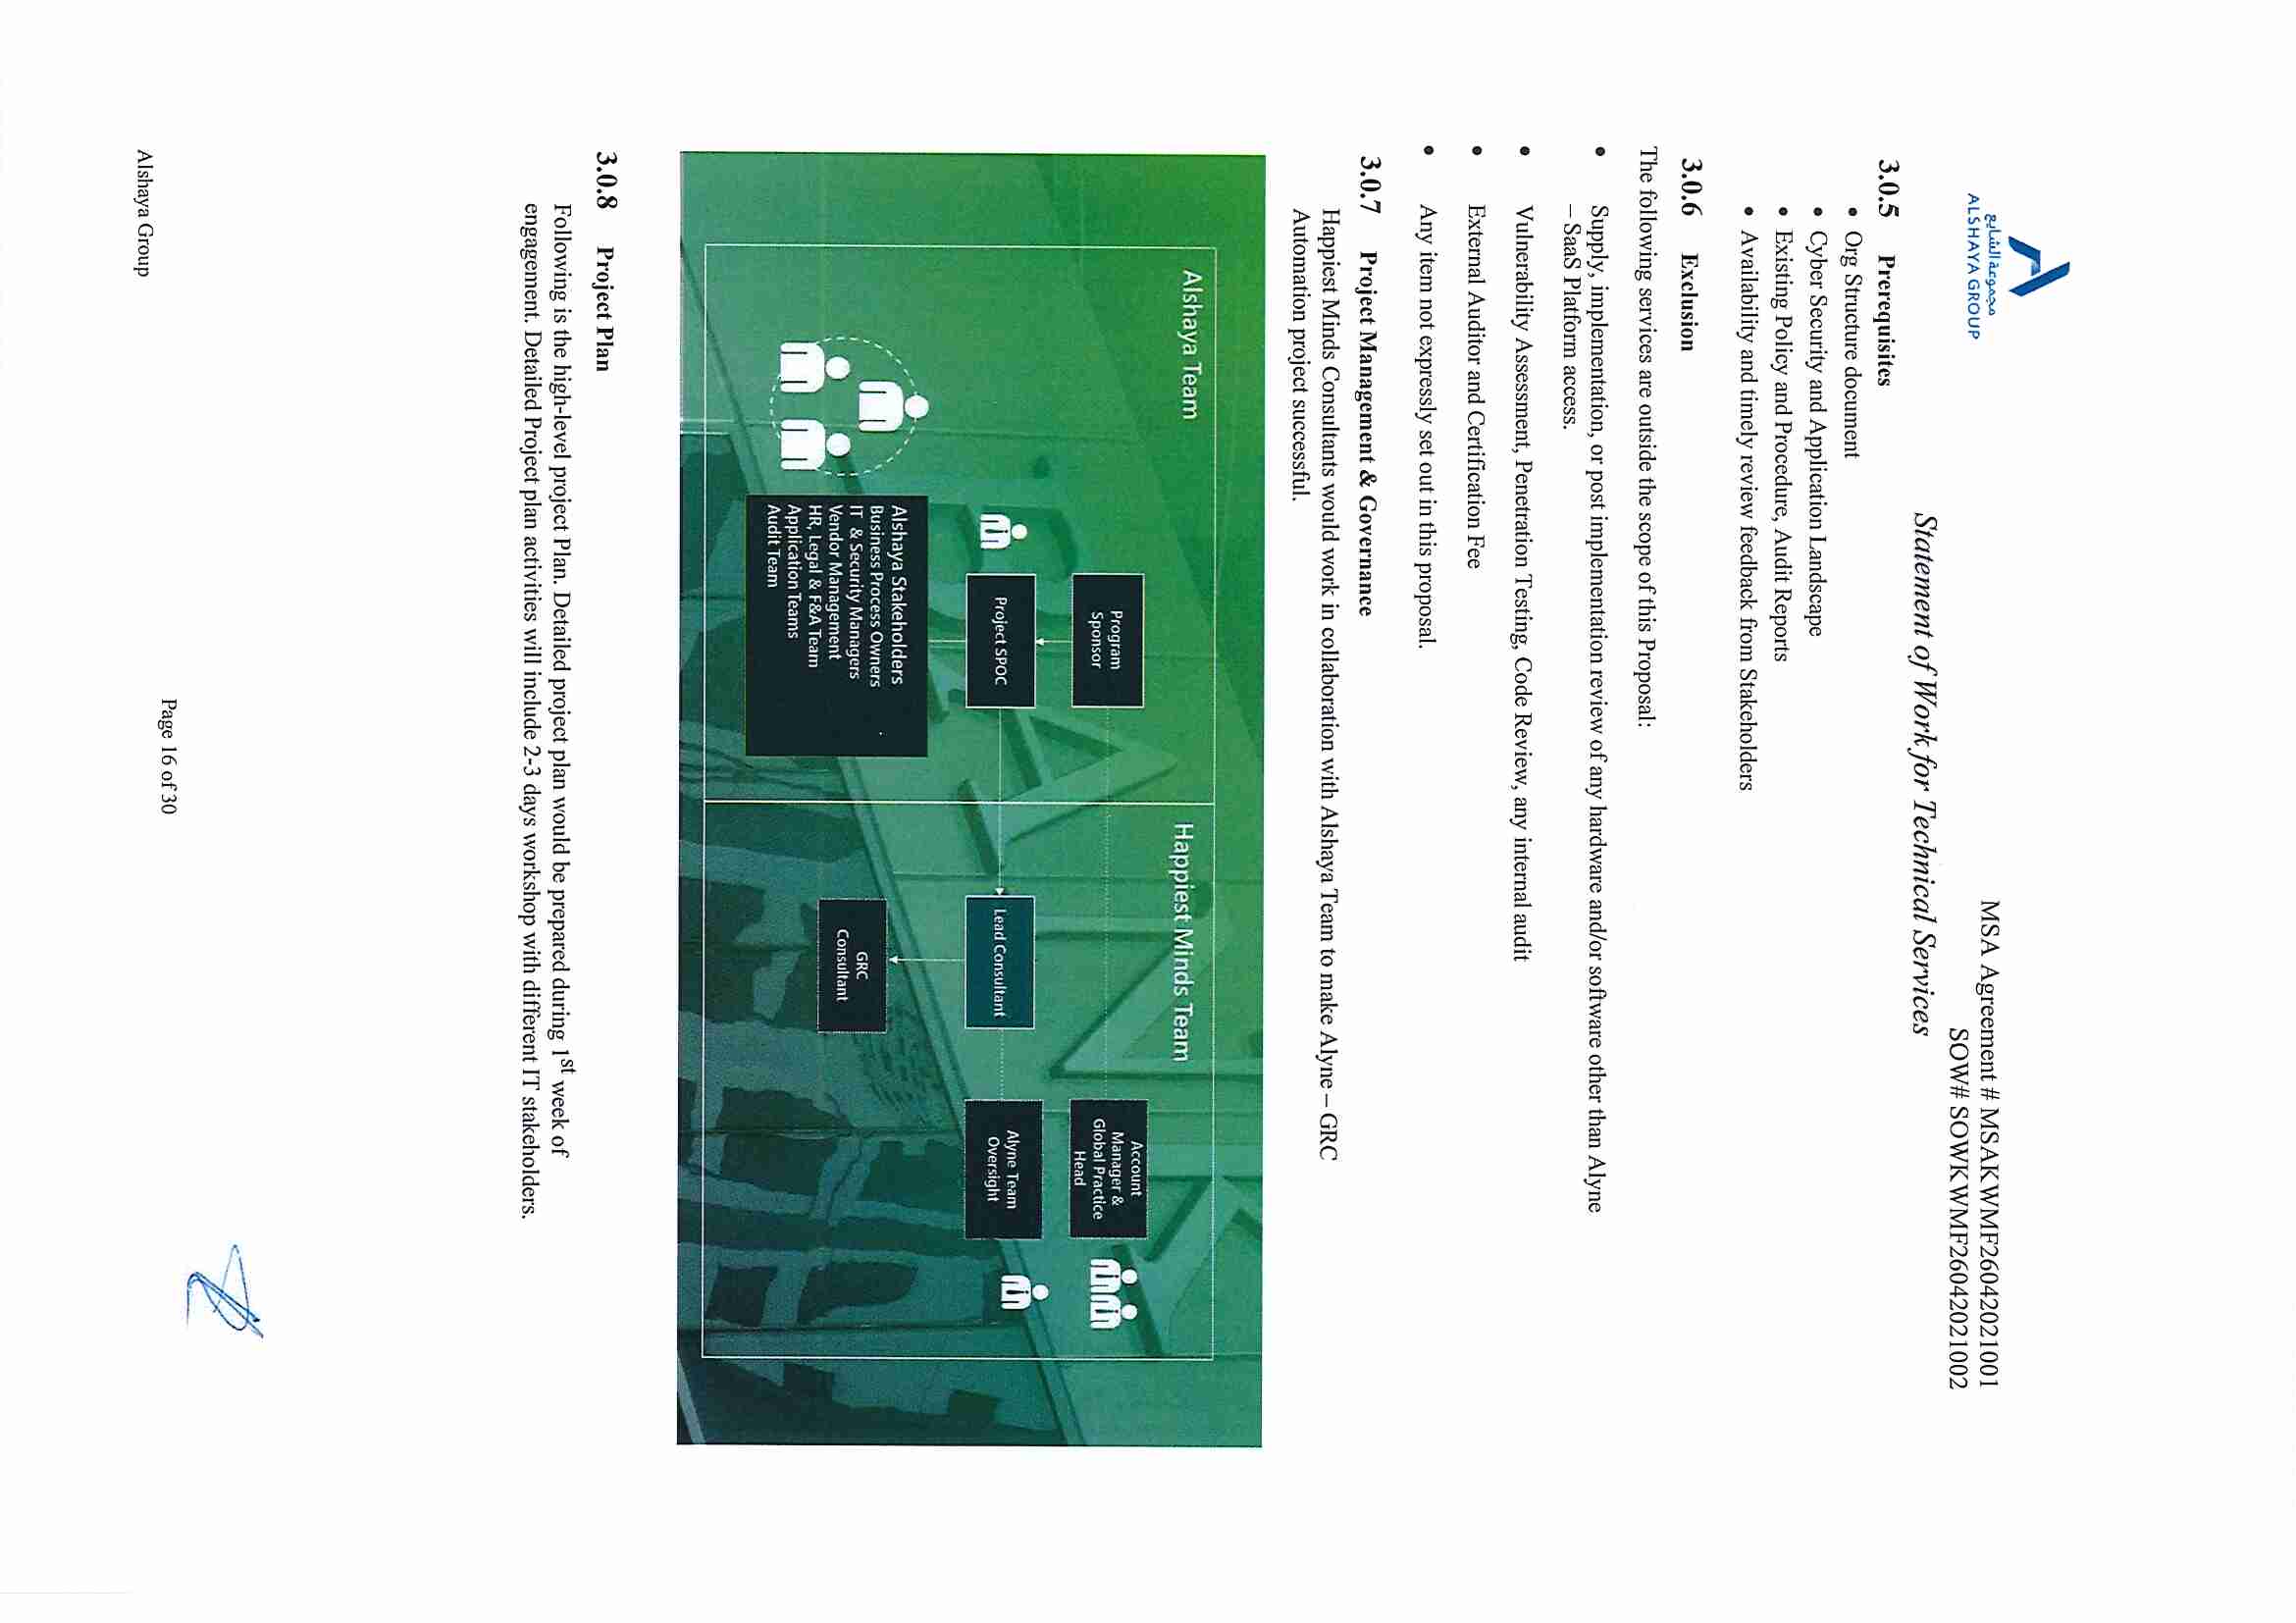 مجموعة الشايع
ALSHAYA GROUP
MSA Agreement # MSAKWMF26042021001
SOW# SOWKWMF26042021002
Statement of Work for Technical Services
3.0.5 Prerequisites
• Org Structure document
• Cyber Security and Application Landscape
• Existing Policy and Procedure, Audit Reports
• Availability and timely review feedback from Stakeholders
3.0.6 Exclusion
The following services are outside the scope of this Proposal:
• Supply, implementation, or post implementation review of any hardware and/or software other than Alyne
– SaaS Platform access.
• Vulnerability Assessment, Penetration Testing, Code Review, any internal audit
• External Auditor and Certification Fee
• Any item not expressly set out in this proposal.
3.0.7 Project Management & Governance
Happiest Minds Consultants would work in collaboration with Alshaya Team to make Alyne – GRC
Automation project successful.
Alshaya Team
Program
Sponsor
Project SPOC
Alshaya Stakeholders
Business Process Owners
IT & Security Managers
Vendor Management
HR, Legal & F&A Team
Application Teams
Audit Team
Happiest Minds Team
Account
Manager &
Global Practice
Head
Lead Consultant
Alyne Team
Oversight
GRC
Consultant
3.0.8 Project Plan
Following is the high-level project Plan. Detailed project plan would be prepared during 1st week of
engagement. Detailed Project plan activities will include 2-3 days workshop with different IT stakeholders.
Page 16 of 30
Alshaya Group